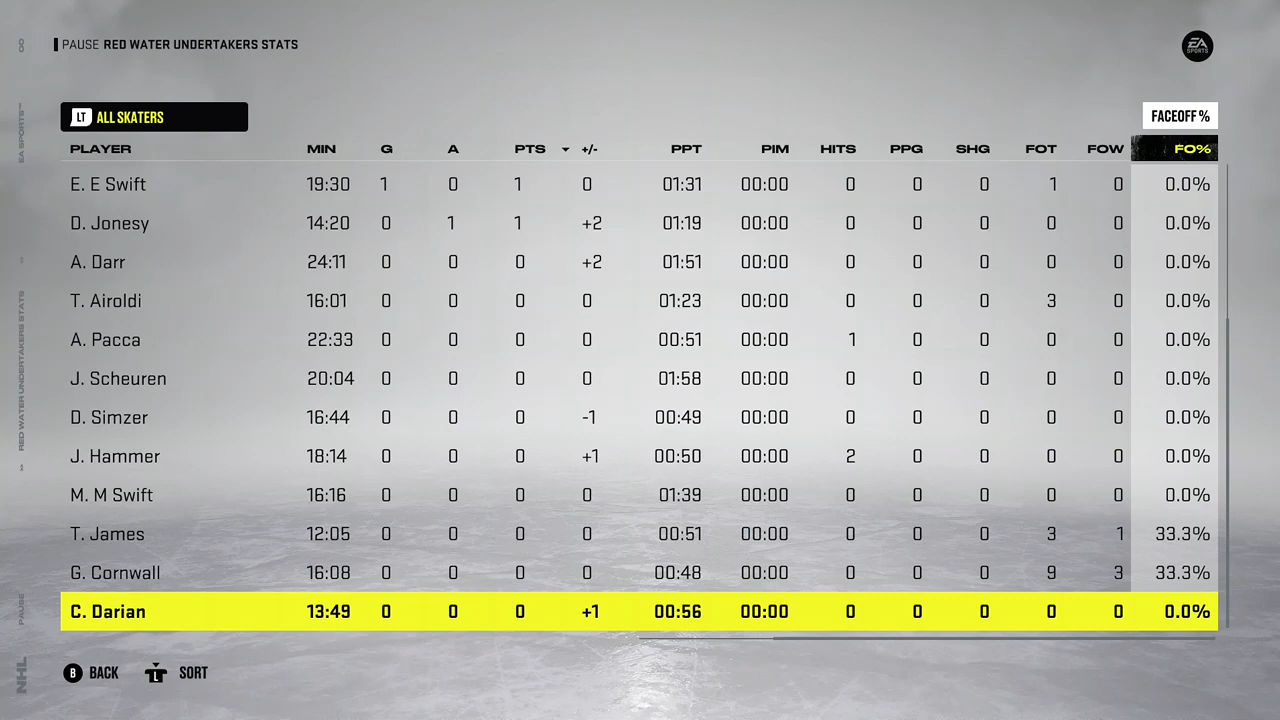 PAUSE RED WATER UNDERTAKERS STATS
EA SPORTS
LT ALL SKATERS
FACEOFF %
PLAYER MIN G A PTS +/- PPT PIM HITS PPG SHG FOT FOW FO%
E. E Swift 19:30 1 0 1 0 01:31 00:00 0 0 0 1 0 0.0%
D. Jonesy 14:20 0 1 1 +2 01:19 00:00 0 0 0 0 0 0.0%
A. Darr 24:11 0 0 0 +2 01:51 00:00 0 0 0 0 0 0.0%
T. Airoldi 16:01 0 0 0 0 01:23 00:00 0 0 0 3 0 0.0%
A. Pacca 22:33 0 0 0 0 00:51 00:00 1 0 0 0 0 0.0%
J. Scheuren 20:04 0 0 0 0 01:58 00:00 0 0 0 0 0 0.0%
D. Simzer 16:44 0 0 0 -1 00:49 00:00 0 0 0 0 0 0.0%
J. Hammer 18:14 0 0 0 +1 00:50 00:00 2 0 0 0 0 0.0%
M. M Swift 16:16 0 0 0 0 01:39 00:00 0 0 0 0 0 0.0%
T. James 12:05 0 0 0 0 00:51 00:00 0 0 0 3 1 33.3%
G. Cornwall 16:08 0 0 0 0 00:48 00:00 0 0 0 9 3 33.3%
C. Darian 13:49 0 0 0 +1 00:56 00:00 0 0 0 0 0 0.0%
B BACK L SORT
NHL PAUSE RED WATER UNDERTAKERS STATS EA SPORTS™